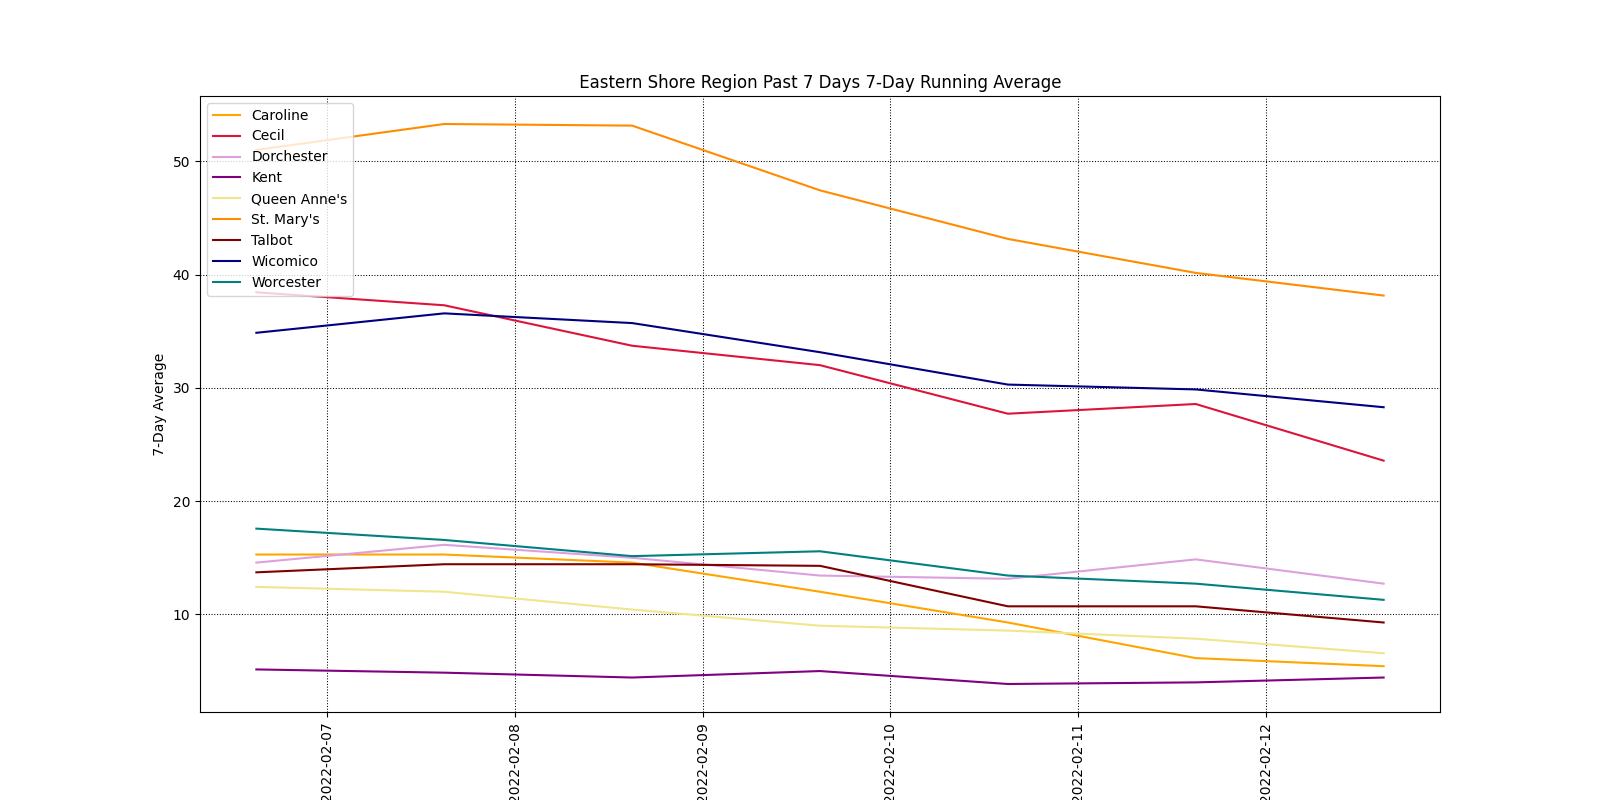 Eastern Shore Region Past 7 Days 7-Day Running Average
Caroline
Cecil
Dorchester
Kent
Queen Anne's
St. Mary's
Talbot
Wicomico
Worcester
7-Day Average
50
40
30
20
10
2022-02-07
2022-02-08
2022-02-09
2022-02-10
2022-02-11
2022-02-12